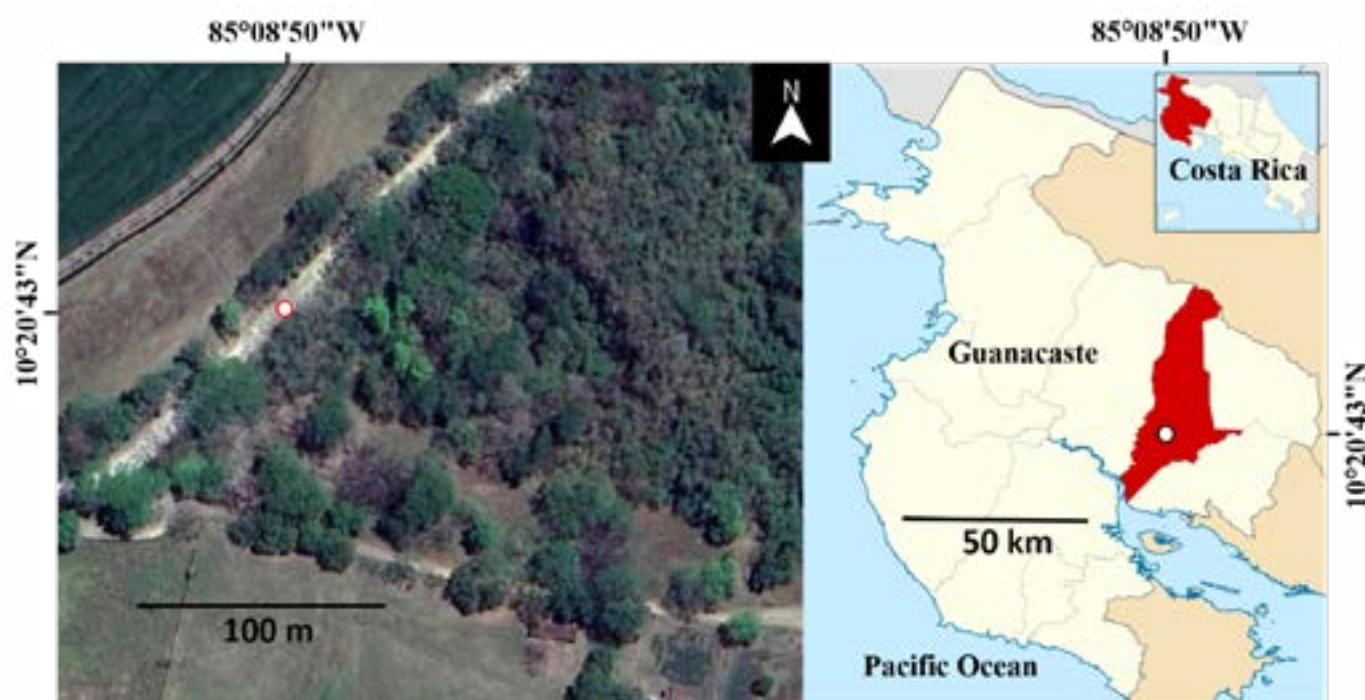 85°08'50"W
85°08'50"W
N
Costa Rica
10°20'43"N
Guanacaste
10°20'43"N
50 km
100 m
Pacific Ocean